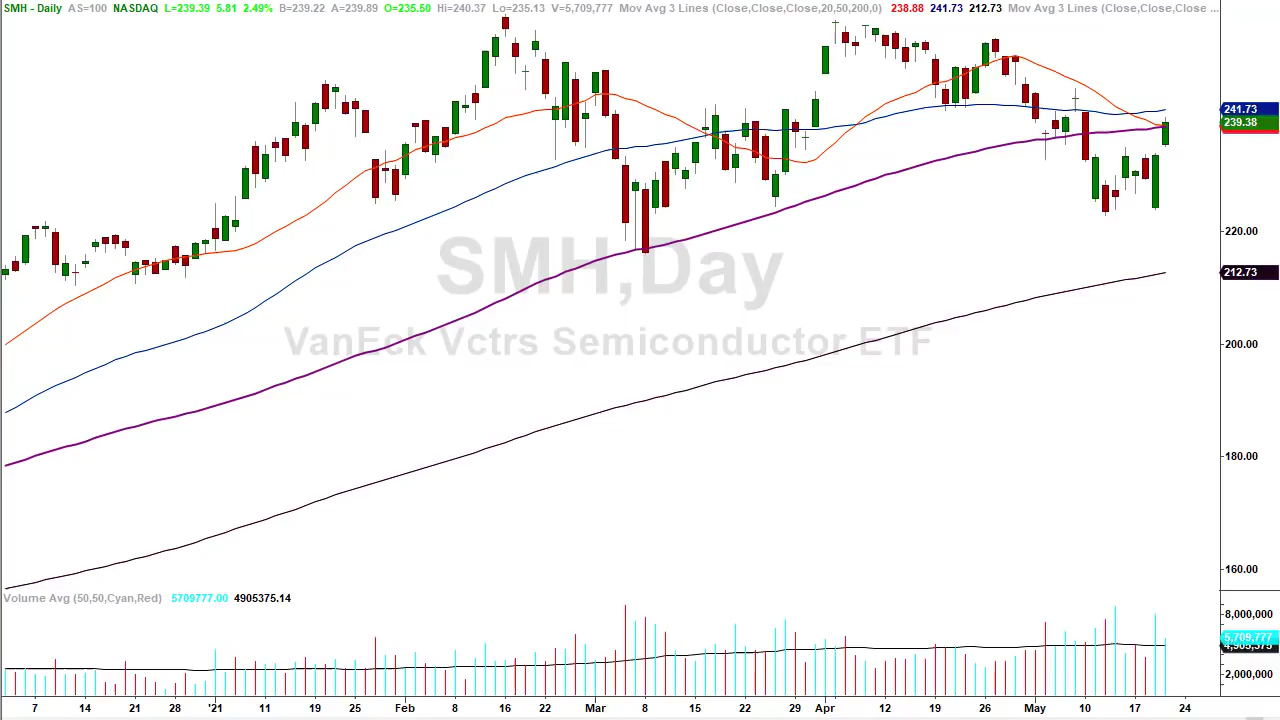 SMH - Daily AS=100 NASDAQ L=239.39 5.81 2.49% B=239.22 A=239.89 O=235.50 Hi=240.37 Lo=235.13 V=5,709,777 Mov Avg 3 Lines (Close,Close,Close,20,50,200,0) 238.88 241.73 212.73 Mov Avg 3 Lines (Close,Close,Close ...
241.73
239.38
220.00
SMH,Day
212.73
VanEck Vctrs Semiconductor ETF
200.00
180.00
160.00
Volume Avg (50,50,Cyan,Red) 5709777.00 4905375.14
8,000,000
5,709,777
4,905,375
2,000,000
7 14 21 28 '21 11 19 25 Feb 8 16 22 Mar 8 15 22 29 Apr 12 19 26 May 10 17 24